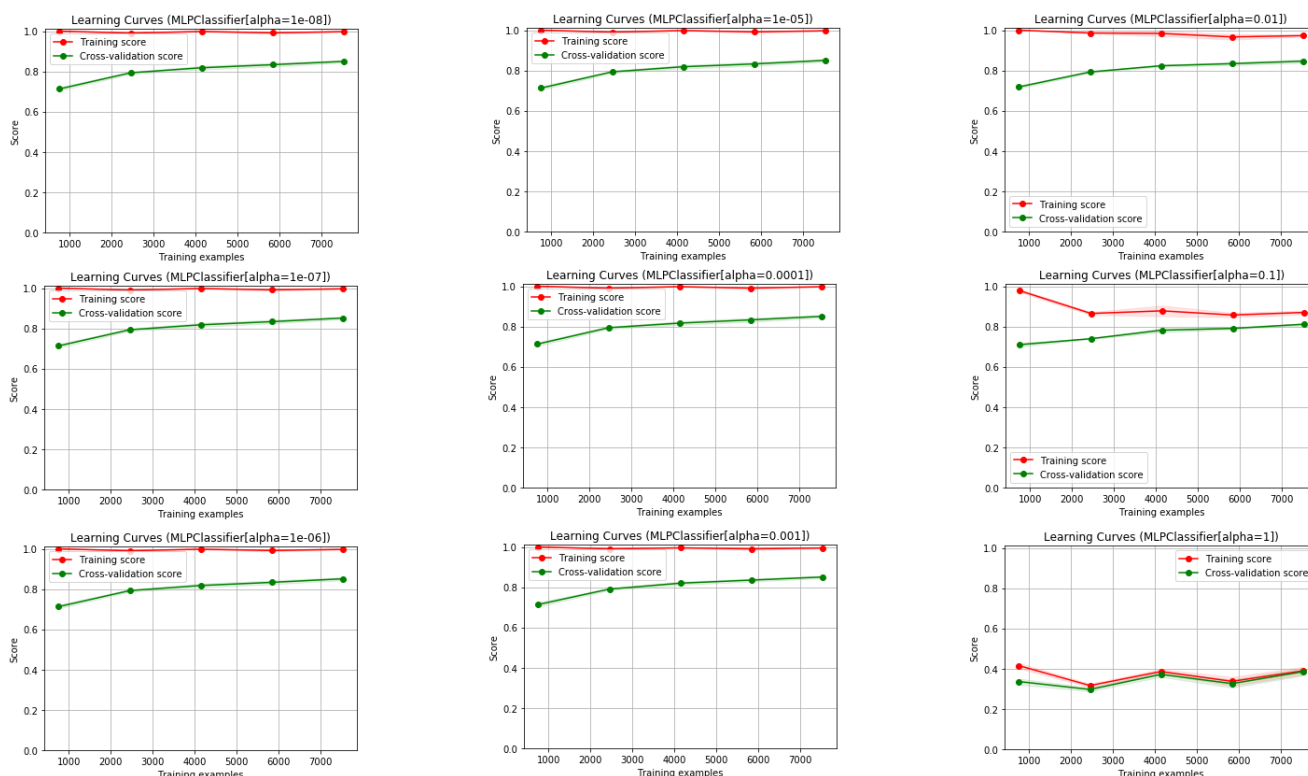 Learning Curves (MLPClassifier[alpha=1e-08])
1.0
0.8
0.6
0.4
0.2
0.0
Score
Training score
Cross-validation score
1000 2000 3000 4000 5000 6000 7000
Training examples
Learning Curves (MLPClassifier[alpha=1e-05])
1.0
0.8
0.6
0.4
0.2
0.0
Score
Training score
Cross-validation score
1000 2000 3000 4000 5000 6000 7000
Training examples
Learning Curves (MLPClassifier[alpha=0.01])
1.0
0.8
0.6
0.4
0.2
0.0
Score
Training score
Cross-validation score
1000 2000 3000 4000 5000 6000 7000
Training examples
Learning Curves (MLPClassifier[alpha=1e-07])
1.0
0.8
0.6
0.4
0.2
0.0
Score
Training score
Cross-validation score
1000 2000 3000 4000 5000 6000 7000
Training examples
Learning Curves (MLPClassifier[alpha=0.0001])
1.0
0.8
0.6
0.4
0.2
0.0
Score
Training score
Cross-validation score
1000 2000 3000 4000 5000 6000 7000
Training examples
Learning Curves (MLPClassifier[alpha=0.1])
1.0
0.8
0.6
0.4
0.2
0.0
Score
Training score
Cross-validation score
1000 2000 3000 4000 5000 6000 7000
Training examples
Learning Curves (MLPClassifier[alpha=1e-06])
1.0
0.8
0.6
0.4
0.2
0.0
Score
Training score
Cross-validation score
1000 2000 3000 4000 5000 6000 7000
Training examples
Learning Curves (MLPClassifier[alpha=0.001])
1.0
0.8
0.6
0.4
0.2
0.0
Score
Training score
Cross-validation score
1000 2000 3000 4000 5000 6000 7000
Training examples
Learning Curves (MLPClassifier[alpha=1])
1.0
0.8
0.6
0.4
0.2
0.0
Score
Training score
Cross-validation score
1000 2000 3000 4000 5000 6000 7000
Training examples